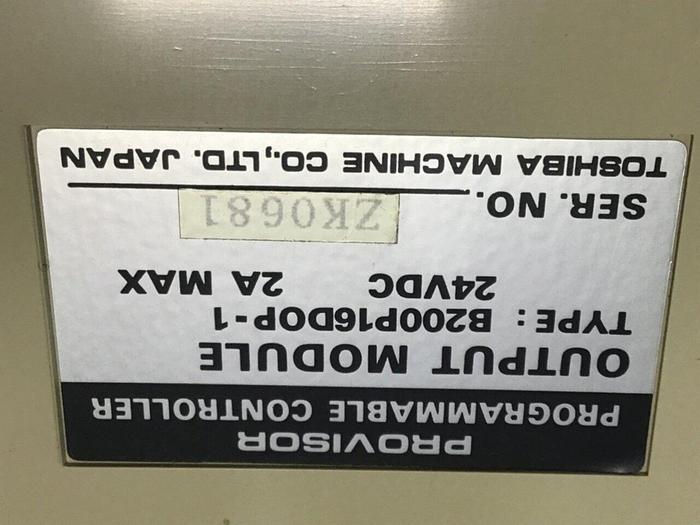 PROVISOR
PROGRAMMABLE CONTROLLER
OUTPUT MODULE
TYPE: B200P16DOP-1
24VDC 2A MAX
SER. NO. ZK0681
TOSHIBA MACHINE CO.,LTD. JAPAN